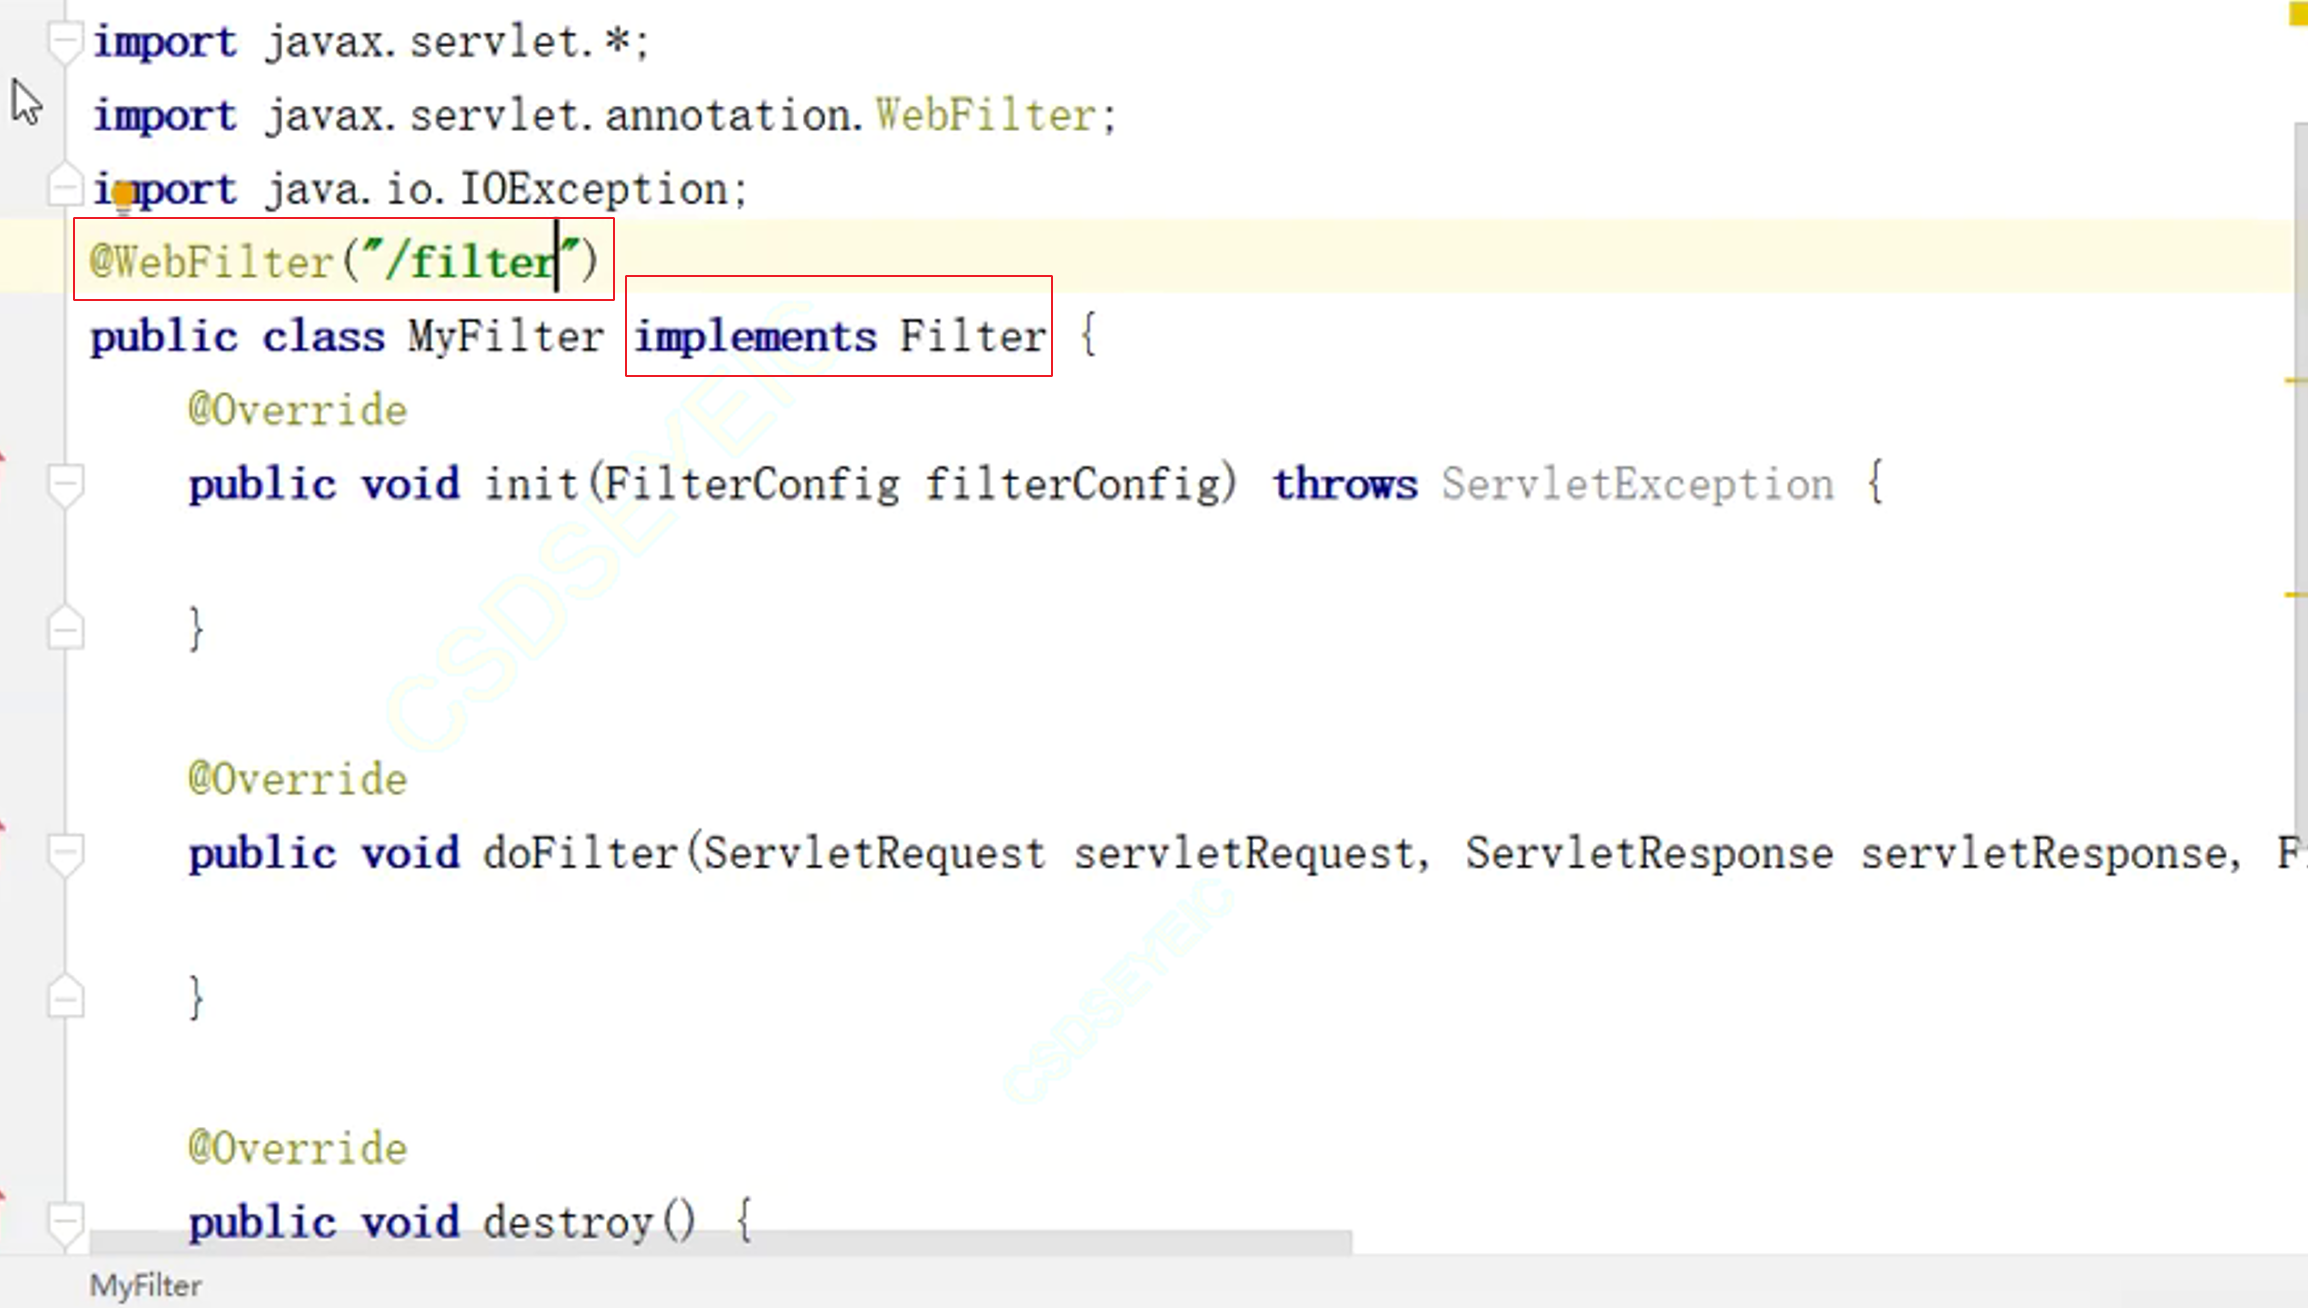 import javax.servlet.*;
import javax.servlet.annotation.WebFilter;
import java.io.IOException;
@WebFilter("/filter")
public class MyFilter implements Filter {
@Override
public void init(FilterConfig filterConfig) throws ServletException {
}
@Override
public void doFilter(ServletRequest servletRequest, ServletResponse servletResponse, F
}
@Override
public void destroy() {
MyFilter
CSDSEYEIC
CSDSEYEIC